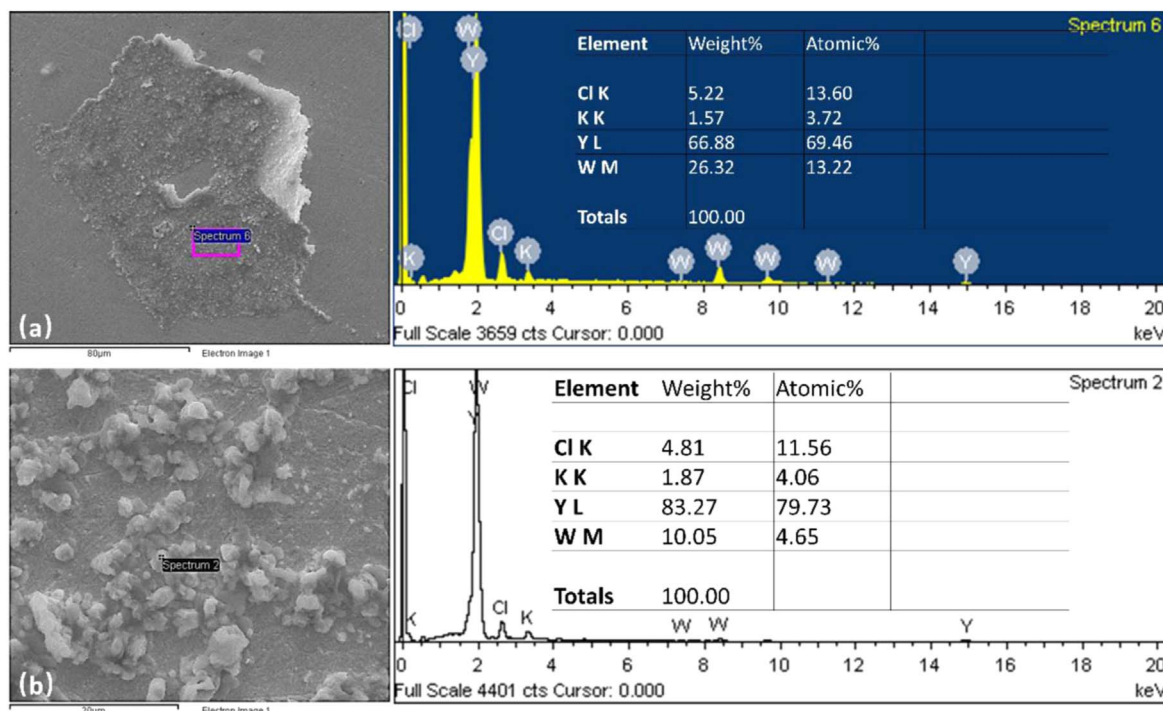 Spectrum 6
(a)
80µm Electron Image 1
Spectrum 6
Element Weight% Atomic%
Cl K 5.22 13.60
K K 1.57 3.72
Y L 66.88 69.46
W M 26.32 13.22
Totals 100.00
Cl W
Y
K Cl K W W W W Y
0 2 4 6 8 10 12 14 16 18 20
Full Scale 3659 cts Cursor: 0.000 keV
Spectrum 2
(b)
20µm Electron Image 1
Spectrum 2
Element Weight% Atomic%
Cl K 4.81 11.56
K K 1.87 4.06
Y L 83.27 79.73
W M 10.05 4.65
Totals 100.00
Cl W
Y
K Cl K W W Y
0 2 4 6 8 10 12 14 16 18 20
Full Scale 4401 cts Cursor: 0.000 keV